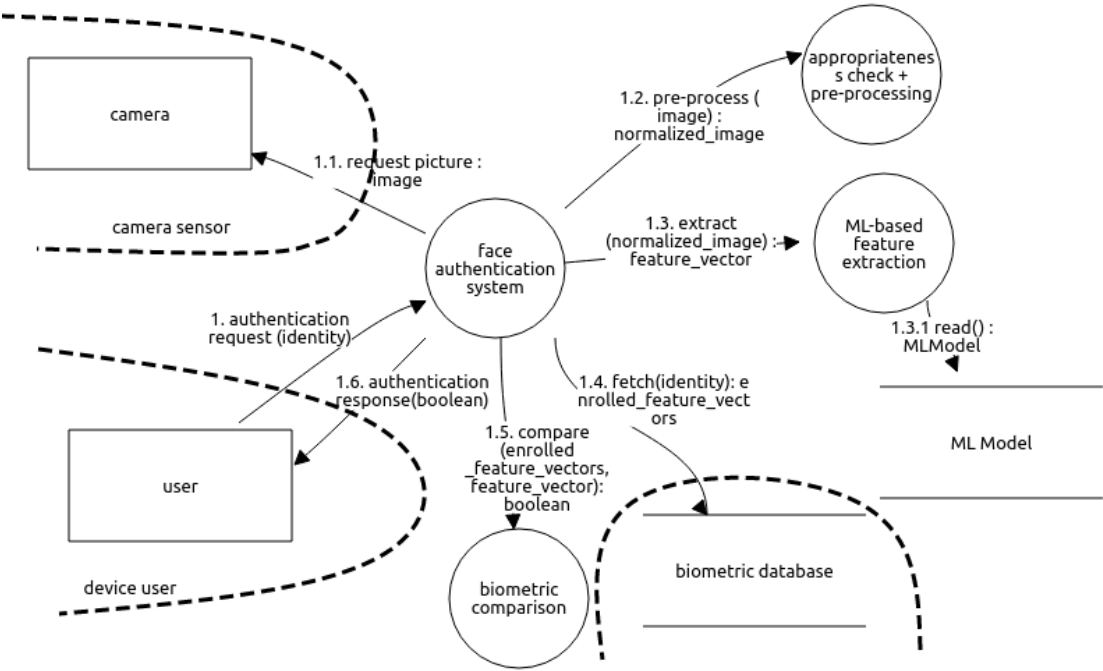 camera
camera sensor
1.1. request picture :
image
1.2. pre-process (
image) :
normalized_image
appropriatenes
s check +
pre-processing
face
authentication
system
1.3. extract
(normalized_image) :
feature_vector
ML-based
feature
extraction
1.3.1 read() :
MLModel
ML Model
1. authentication
request (identity)
1.6. authentication
response(boolean)
user
device user
1.5. compare
(enrolled
_feature_vectors,
feature_vector):
boolean
1.4. fetch(identity): e
nrolled_feature_vect
ors
biometric
comparison
biometric database